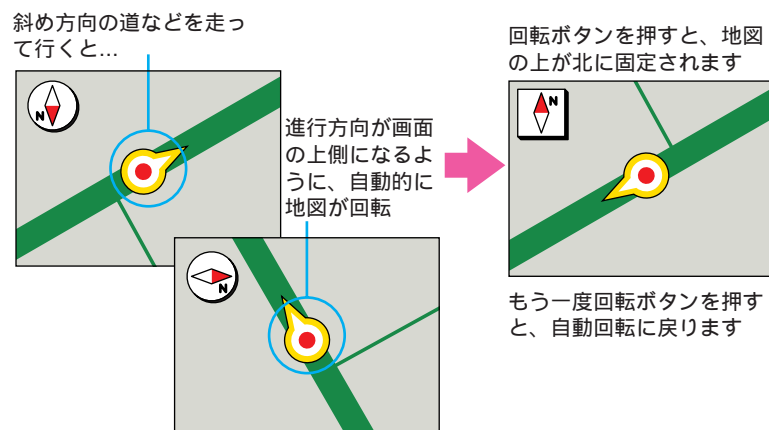 斜め方向の道などを走っ
て行くと...
N
進行方向が画面
の上側になるよ
うに、自動的に
地図が回転
N
回転ボタンを押すと、地図
の上が北に固定されます
N
もう一度回転ボタンを押す
と、自動回転に戻ります